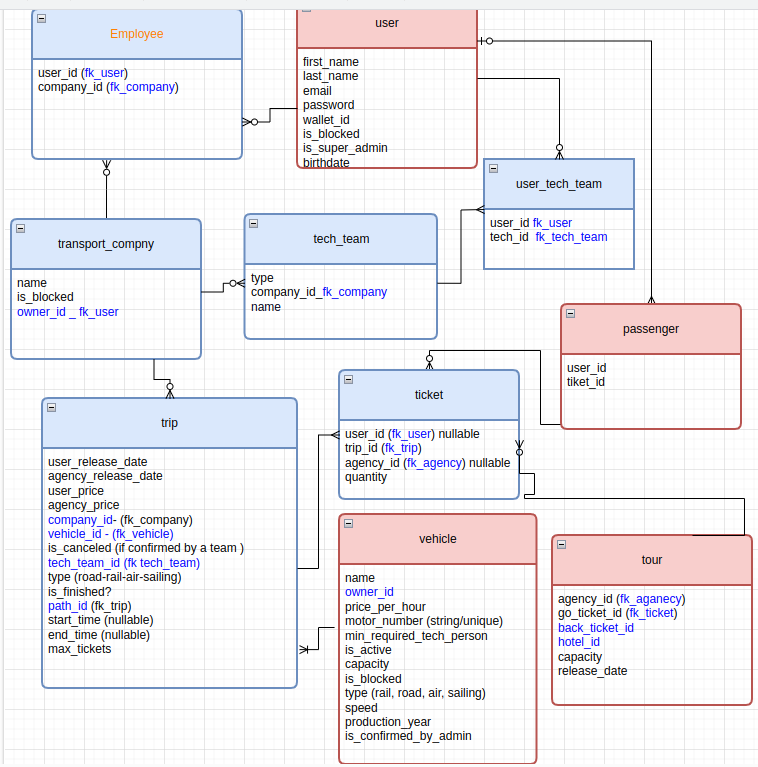 Employee
user_id (fk_user)
company_id (fk_company)
user
first_name
last_name
email
password
wallet_id
is_blocked
is_super_admin
birthdate
user_tech_team
user_id fk_user
tech_id fk_tech_team
transport_compny
name
is_blocked
owner_id _ fk_user
tech_team
type
company_id_fk_company
name
passenger
user_id
tiket_id
ticket
user_id (fk_user) nullable
trip_id (fk_trip)
agency_id (fk_agency) nullable
quantity
trip
user_release_date
agency_release_date
user_price
agency_price
company_id- (fk_company)
vehicle_id - (fk_vehicle)
is_canceled (if confirmed by a team )
tech_team_id (fk tech_team)
type (road-rail-air-sailing)
is_finished?
path_id (fk_trip)
start_time (nullable)
end_time (nullable)
max_tickets
vehicle
name
owner_id
price_per_hour
motor_number (string/unique)
min_required_tech_person
is_active
capacity
is_blocked
type (rail, road, air, sailing)
speed
production_year
is_confirmed_by_admin
tour
agency_id (fk_aganecy)
go_ticket_id (fk_ticket)
back_ticket_id
hotel_id
capacity
release_date